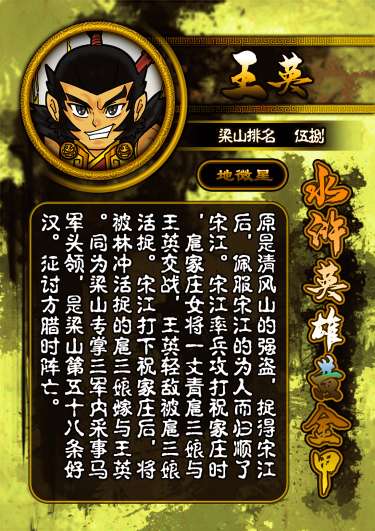 王英
梁山排名 伍捌
地微星
水浒英雄黄金甲
原是清风山的强盗，捉得宋江
后，佩服宋江的为人而归顺了
宋江。宋江率兵攻打祝家庄时
，扈家庄女将一丈青扈三娘与
王英交战，王英轻敌被扈三娘
活捉。宋江打下祝家庄后，将
被林冲活捉的扈三娘嫁与王英
。同为梁山专掌三军内采事马
军头领，是梁山第五十八条好
汉。征讨方腊时阵亡。